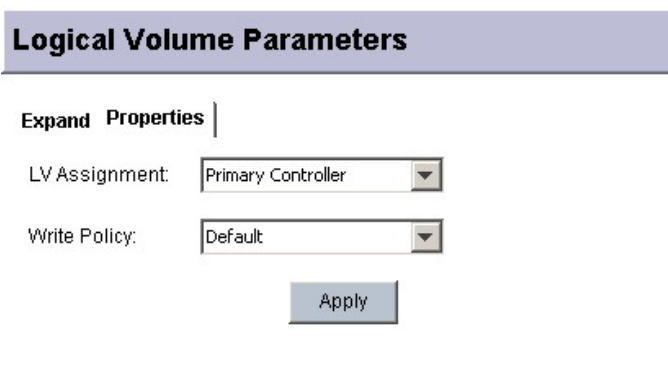 Logical Volume Parameters
Expand Properties
LV Assignment: Primary Controller
Write Policy: Default
Apply